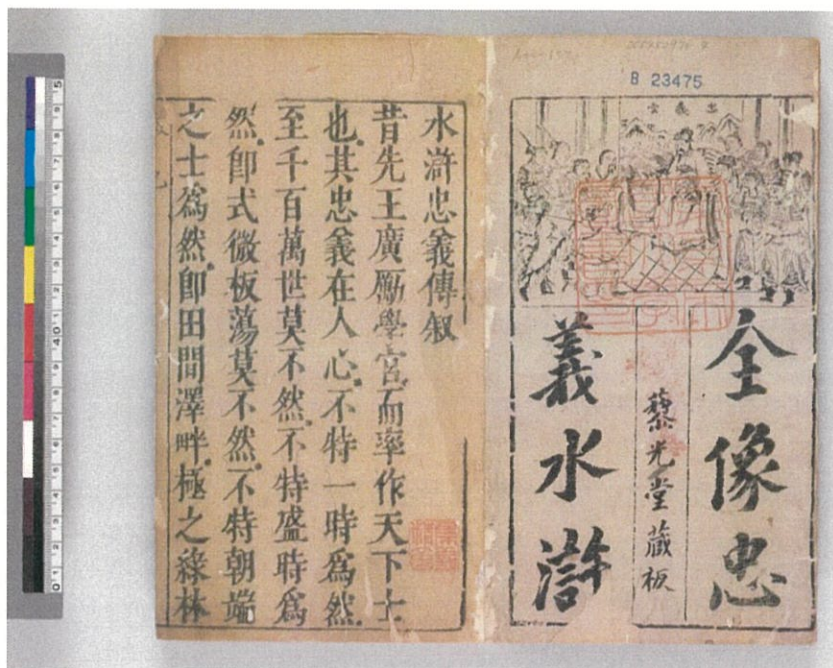 B 23475
忠義堂
全像忠
藜光堂藏板
義水滸
水滸忠義傳叙
昔先王廣勵學宮而率作天下士
也其忠義在人心不特一時爲然
至千百萬世莫不然不特盛時爲
然卽式微板蕩莫不然不特朝端
之士爲然卽田間澤畔極之綠林